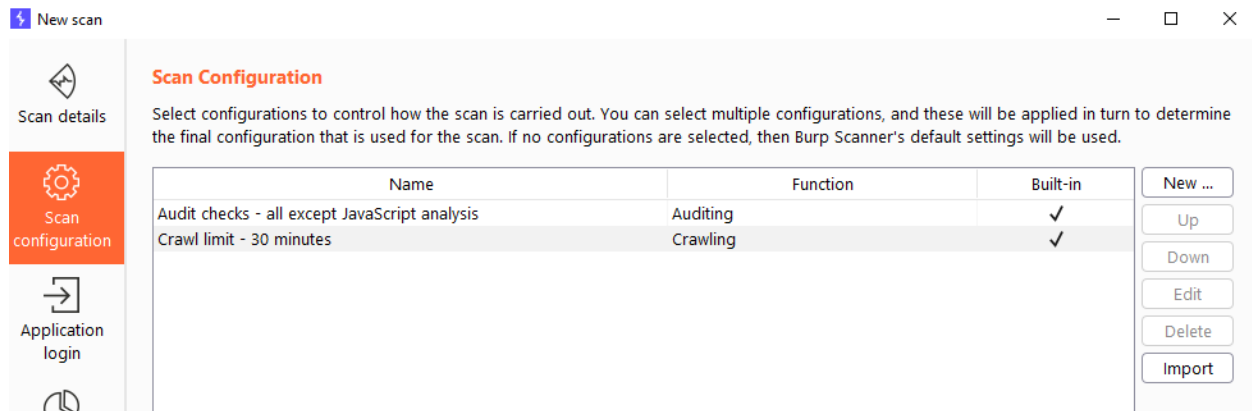 New scan
Scan details
Scan
configuration
Application
login
Scan Configuration
Select configurations to control how the scan is carried out. You can select multiple configurations, and these will be applied in turn to determine
the final configuration that is used for the scan. If no configurations are selected, then Burp Scanner's default settings will be used.
Name Function Built-in
Audit checks - all except JavaScript analysis Auditing ✓
Crawl limit - 30 minutes Crawling ✓
New ...
Up
Down
Edit
Delete
Import